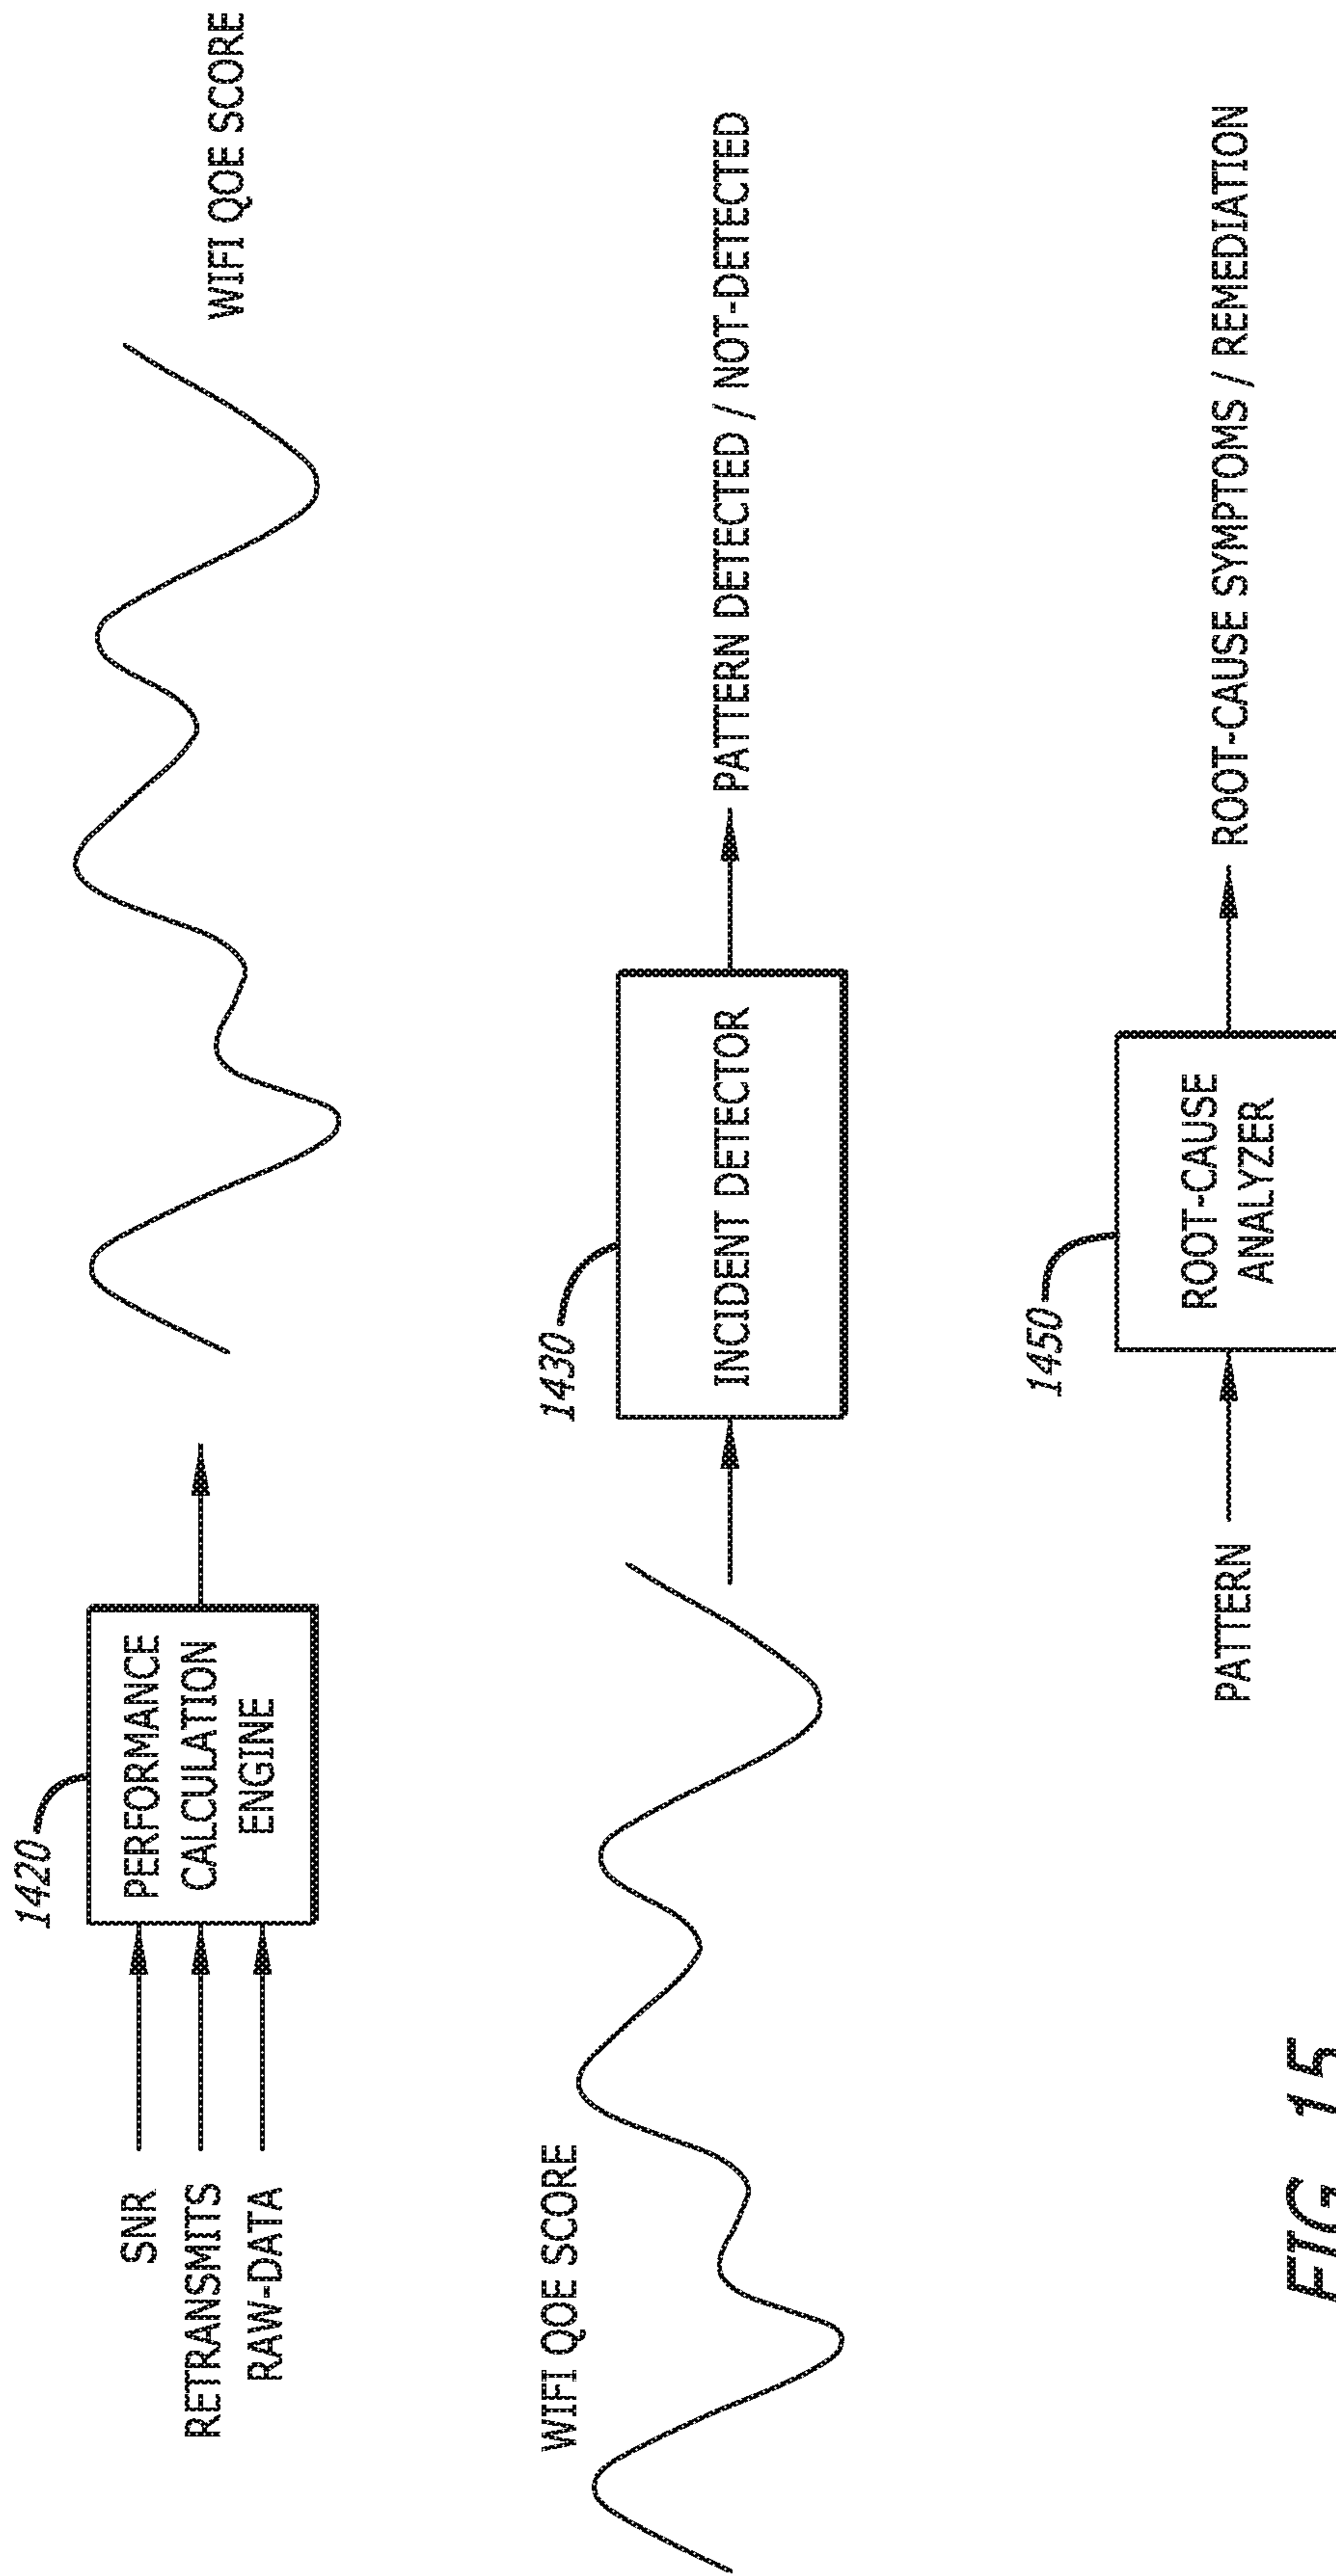 1420
SNR
RETRANSMITS
RAW-DATA
PERFORMANCE
CALCULATION
ENGINE
WIFI QOE SCORE
WIFI QOE SCORE
1430
INCIDENT DETECTOR
PATTERN DETECTED / NOT-DETECTED
1450
PATTERN
ROOT-CAUSE
ANALYZER
ROOT-CAUSE SYMPTOMS / REMEDIATION
FIG. 15